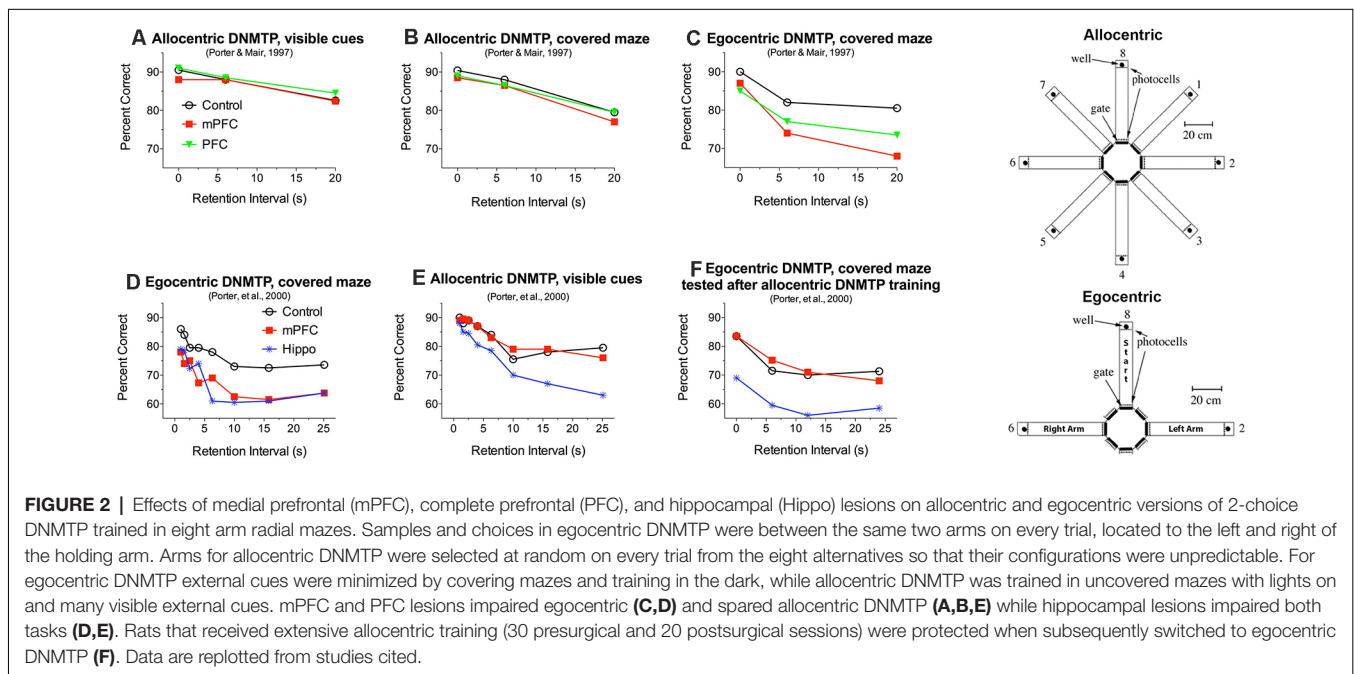 A Allocentric DNMTP, visible cues
(Porter & Mair, 1997)
Percent Correct
90
80
70
Control
mPFC
PFC
0 5 10 15 20
Retention Interval (s)
B Allocentric DNMTP, covered maze
(Porter & Mair, 1997)
Percent Correct
90
80
70
0 5 10 15 20
Retention Interval (s)
C Egocentric DNMTP, covered maze
(Porter & Mair, 1997)
Percent Correct
90
80
70
0 5 10 15 20
Retention Interval (s)
Allocentric
8
well
photocells
7
1
gate
20 cm
6
2
5
3
4
D Egocentric DNMTP, covered maze
(Porter, et al., 2000)
Percent Correct
90
80
70
60
Control
mPFC
Hippo
0 5 10 15 20 25
Retention Interval (s)
E Allocentric DNMTP, visible cues
(Porter, et al., 2000)
Percent Correct
90
80
70
60
0 5 10 15 20 25
Retention Interval (s)
F Egocentric DNMTP, covered maze
tested after allocentric DNMTP training
(Porter, et al., 2000)
Percent Correct
90
80
70
60
0 5 10 15 20 25
Retention Interval (s)
Egocentric
8
well
photocells
Start
gate
20 cm
6
Right Arm
Left Arm
2
FIGURE 2 | Effects of medial prefrontal (mPFC), complete prefrontal (PFC), and hippocampal (Hippo) lesions on allocentric and egocentric versions of 2-choice
DNMTP trained in eight arm radial mazes. Samples and choices in egocentric DNMTP were between the same two arms on every trial, located to the left and right of
the holding arm. Arms for allocentric DNMTP were selected at random on every trial from the eight alternatives so that their configurations were unpredictable. For
egocentric DNMTP external cues were minimized by covering mazes and training in the dark, while allocentric DNMTP was trained in uncovered mazes with lights on
and many visible external cues. mPFC and PFC lesions impaired egocentric (C,D) and spared allocentric DNMTP (A,B,E) while hippocampal lesions impaired both
tasks (D,E). Rats that received extensive allocentric training (30 presurgical and 20 postsurgical sessions) were protected when subsequently switched to egocentric
DNMTP (F). Data are replotted from studies cited.